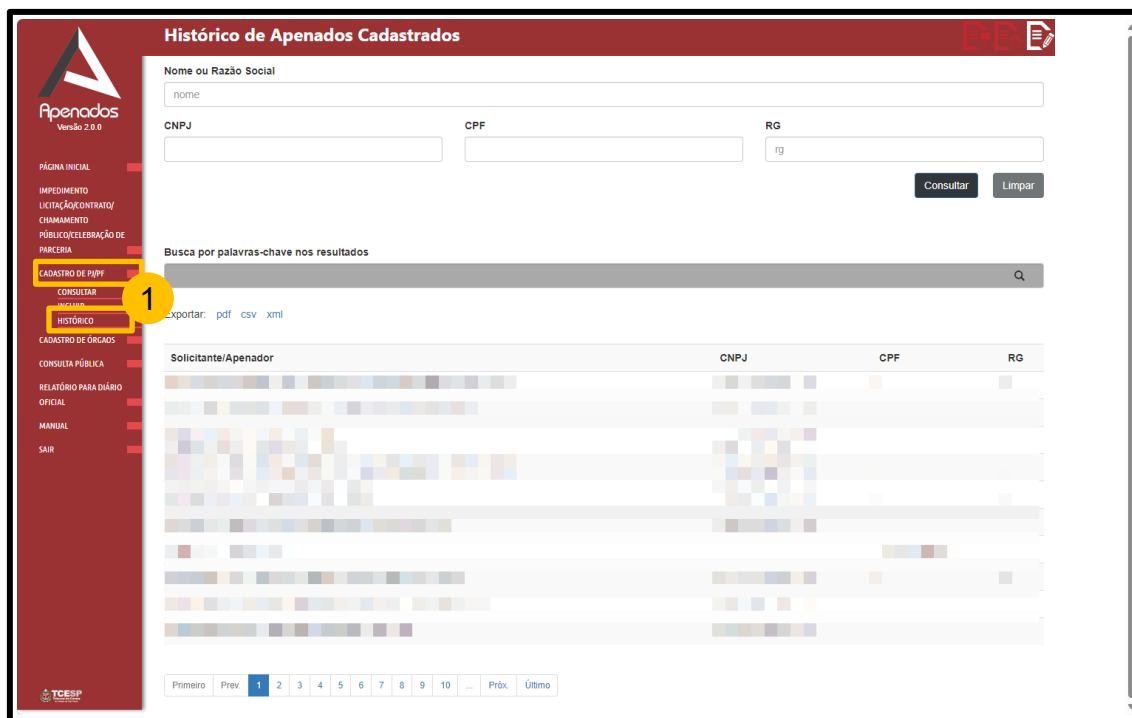 Histórico de Apenados Cadastrados
Apenados
Versão 2.0.0
PÁGINA INICIAL
IMPEDIMENTO
LICITAÇÃO/CONTRATO/
CHAMAMENTO
PÚBLICO/CELEBRAÇÃO DE
PARCERIA
CADASTRO DE PJ/PF
CONSULTAR
INCLUIR
HISTÓRICO
1
CADASTRO DE ÓRGAOS
CONSULTA PÚBLICA
RELATÓRIO PARA DIÁRIO
OFICIAL
MANUAL
SAIR
TCESP
Nome ou Razão Social
nome
CNPJ CPF RG
rg
Consultar Limpar
Busca por palavras-chave nos resultados
Exportar: pdf csv xml
Solicitante/Apenador CNPJ CPF RG
Primeiro Prev. 1 2 3 4 5 6 7 8 9 10 ... Próx. Último